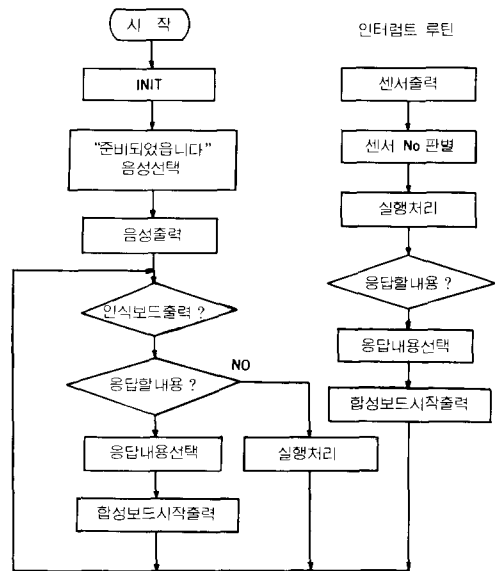 시 작
INIT
"준비되었읍니다"
음성선택
음성출력
인식보드출력 ?
응답할내용 ?
NO
응답내용선택
실행처리
합성보드시작출력
인터럽트 루틴
센서출력
센서 No 판별
실행처리
응답할내용 ?
응답내용선택
합성보드시작출력